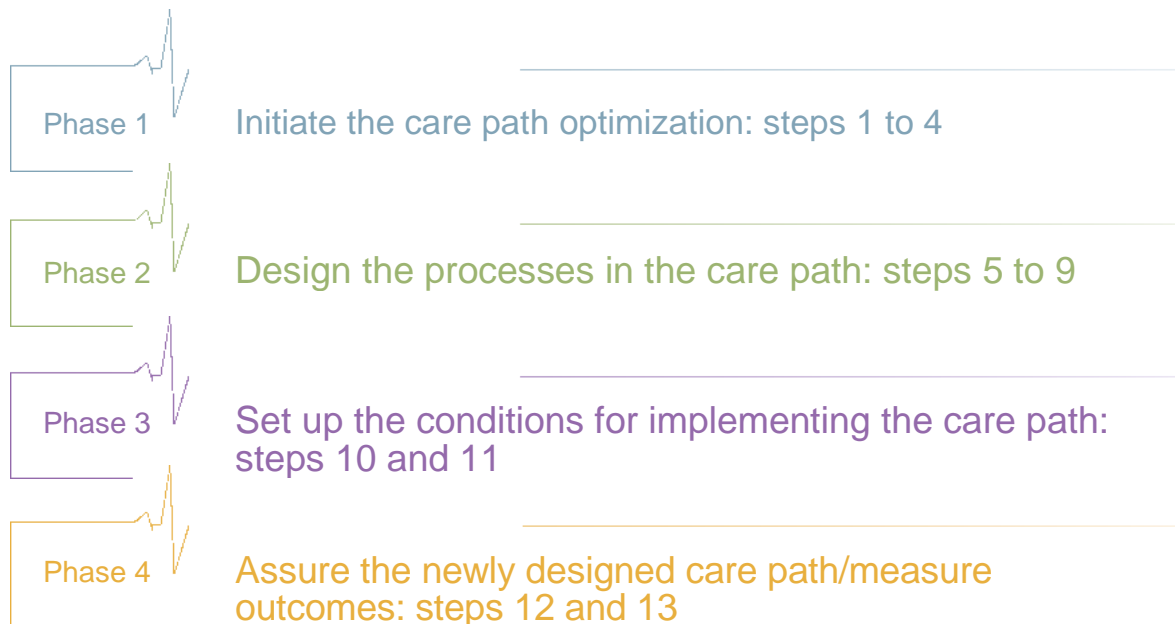 Phase 1
Initiate the care path optimization: steps 1 to 4
Phase 2
Design the processes in the care path: steps 5 to 9
Phase 3
Set up the conditions for implementing the care path:
steps 10 and 11
Phase 4
Assure the newly designed care path/measure
outcomes: steps 12 and 13